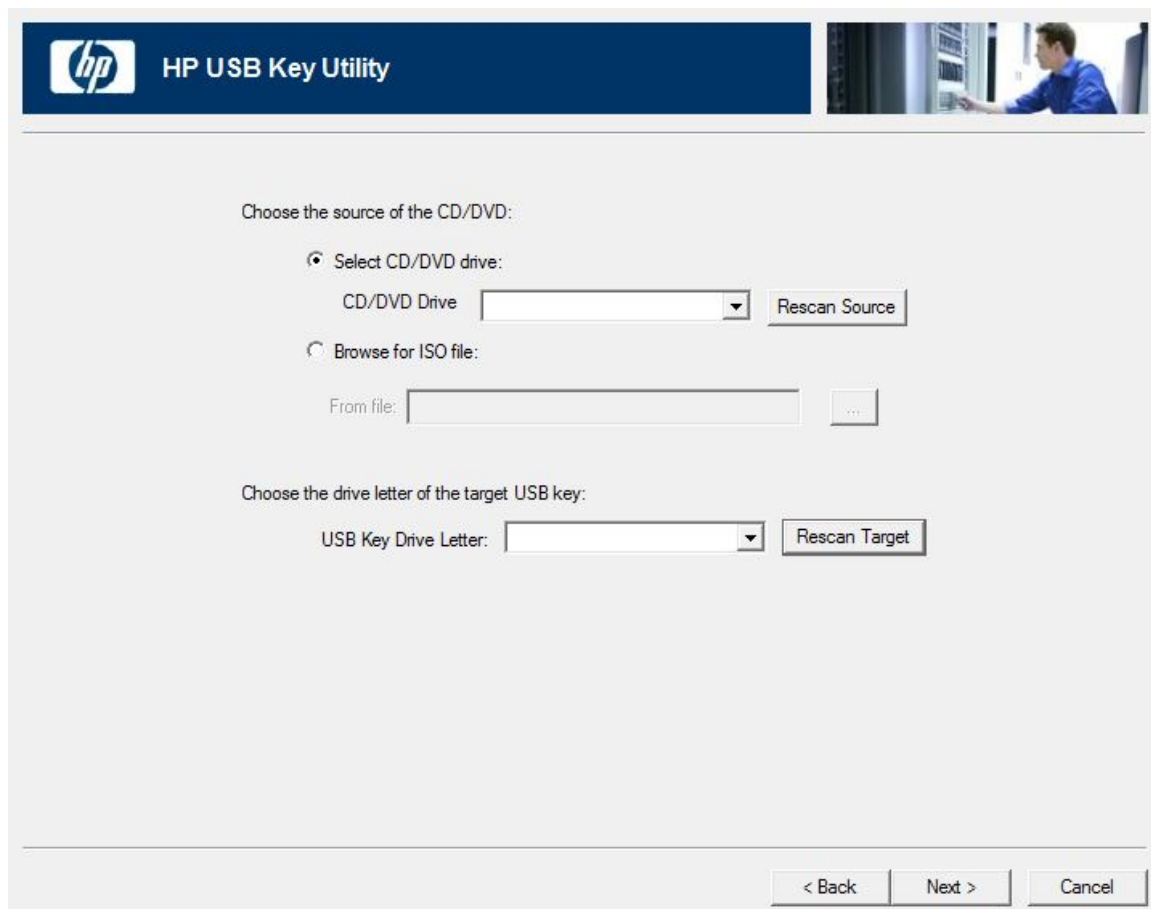 hp HP USB Key Utility
Choose the source of the CD/DVD:
Select CD/DVD drive:
CD/DVD Drive Rescan Source
Browse for ISO file:
From file: ...
Choose the drive letter of the target USB key:
USB Key Drive Letter: Rescan Target
< Back Next > Cancel